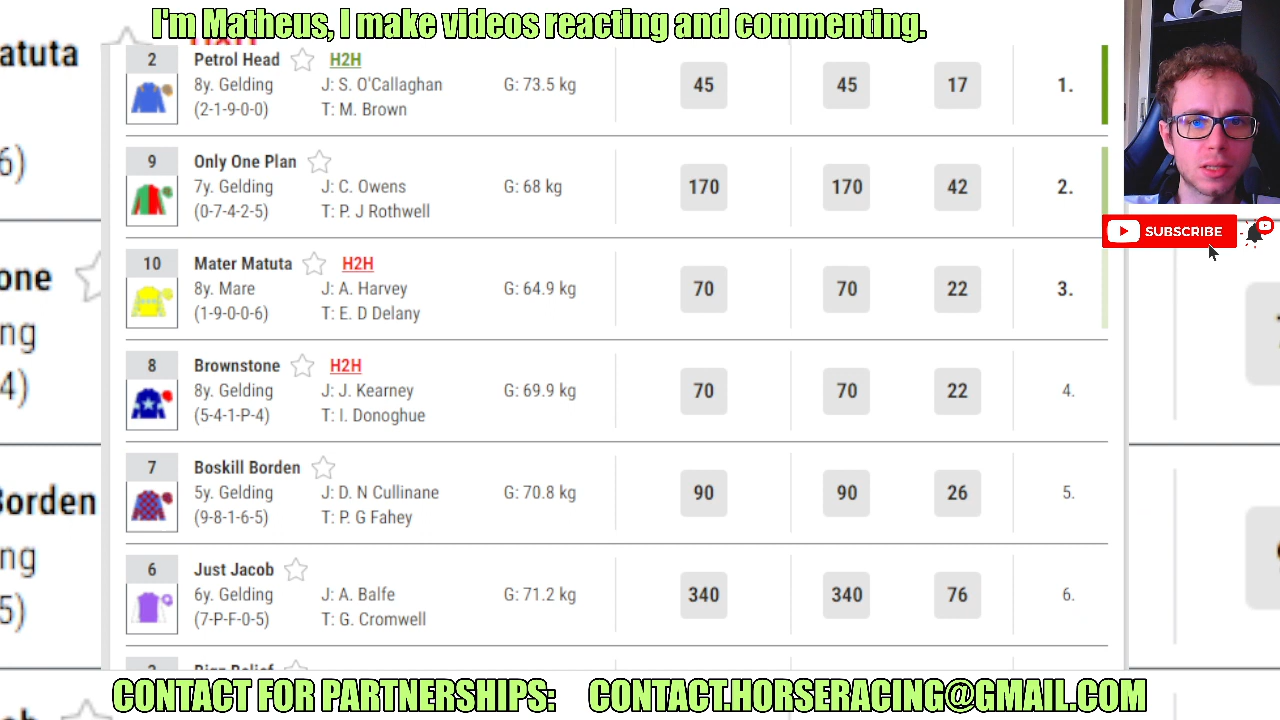 I'm Matheus, I make videos reacting and commenting.
2 Petrol Head H2H
8y. Gelding J: S. O'Callaghan G: 73.5 kg 45 45 17 1.
(2-1-9-0-0) T: M. Brown
9 Only One Plan
7y. Gelding J: C. Owens G: 68 kg 170 170 42 2.
(0-7-4-2-5) T: P. J Rothwell
SUBSCRIBE
10 Mater Matuta H2H
8y. Mare J: A. Harvey G: 64.9 kg 70 70 22 3.
(1-9-0-0-6) T: E. D Delany
8 Brownstone H2H
8y. Gelding J: J. Kearney G: 69.9 kg 70 70 22 4.
(5-4-1-P-4) T: I. Donoghue
7 Boskill Borden
5y. Gelding J: D. N Cullinane G: 70.8 kg 90 90 26 5.
(9-8-1-6-5) T: P. G Fahey
6 Just Jacob
6y. Gelding J: A. Balfe G: 71.2 kg 340 340 76 6.
(7-P-F-0-5) T: G. Cromwell
atuta
6)
one
ng
4)
Borden
ng
5)
CONTACT FOR PARTNERSHIPS: CONTACT.HORSERACING@GMAIL.COM